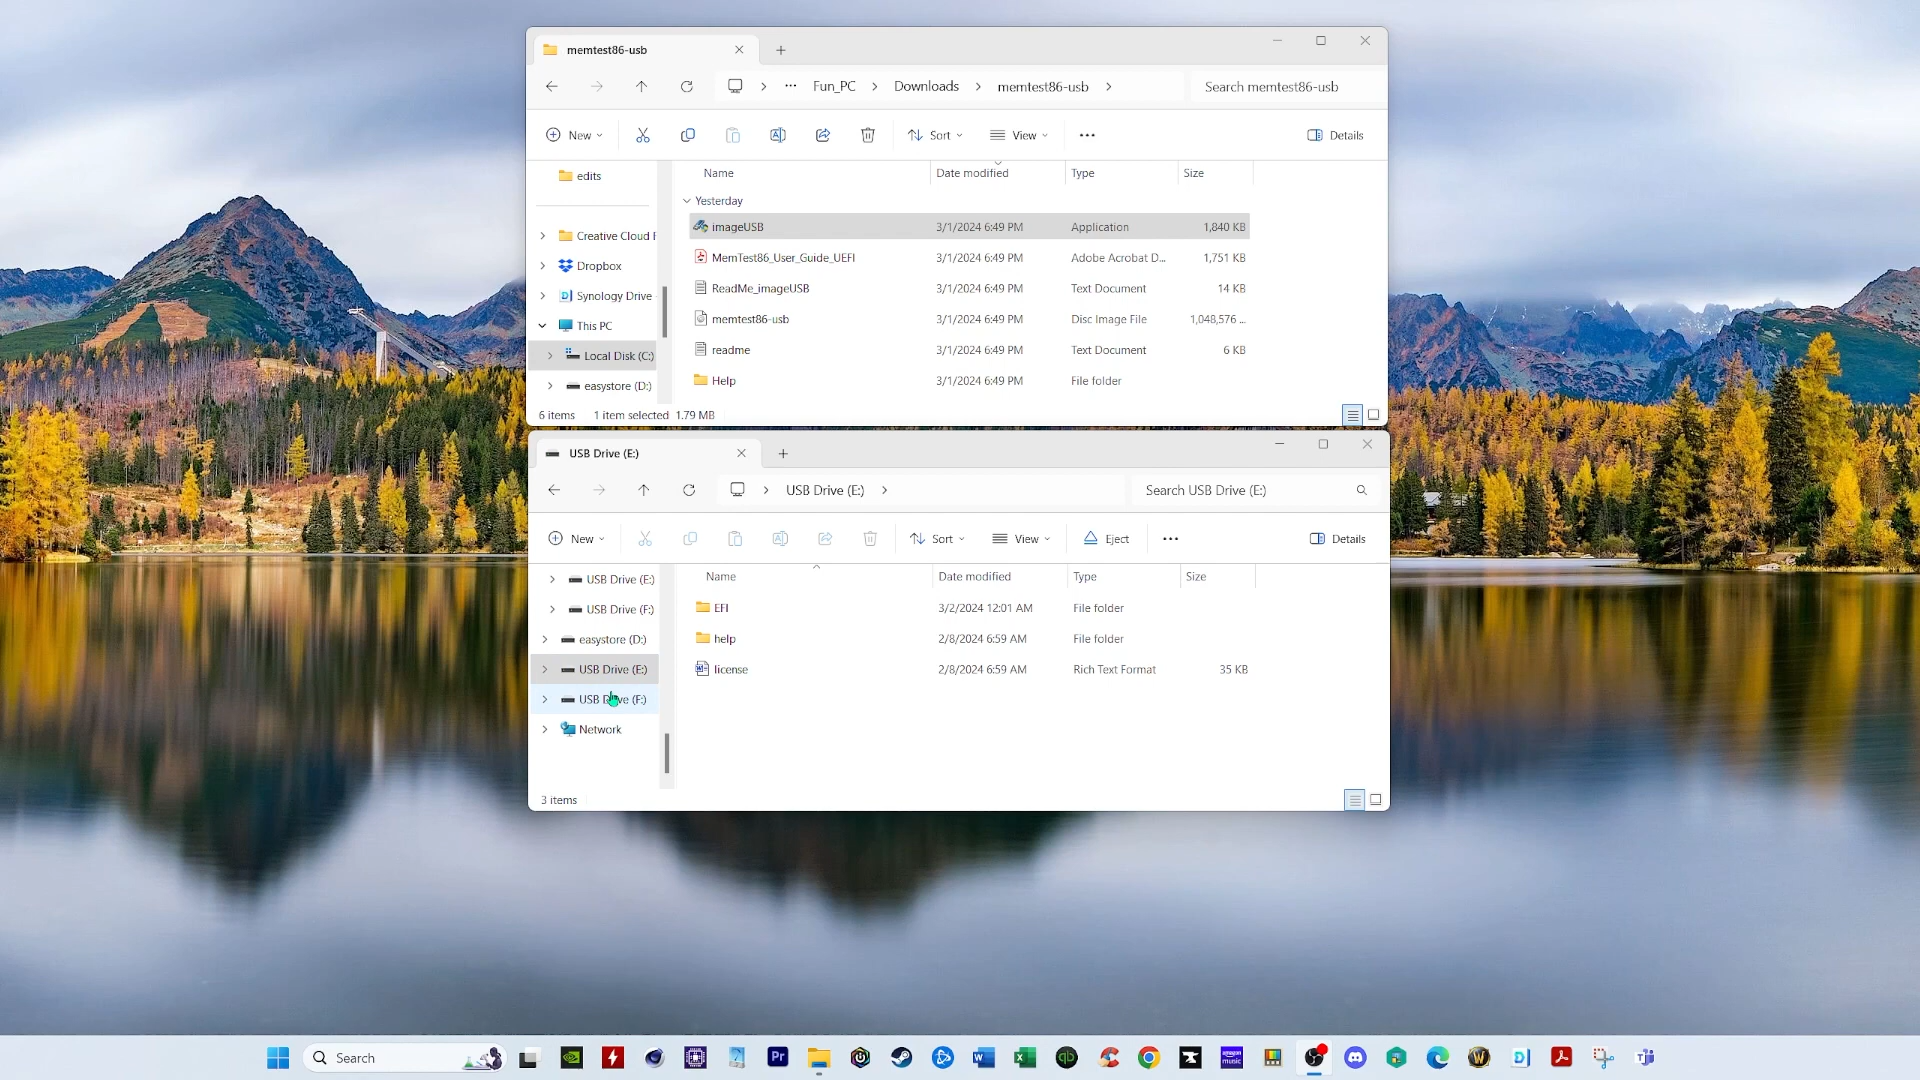 memtest86-usb
Fun_PC
Downloads
memtest86-usb
Search memtest86-usb
New
Sort
View
Details
edits
Creative Cloud F
Dropbox
Synology Drive
This PC
Local Disk (C:)
easystore (D:)
Name Date modified Type Size
Yesterday
imageUSB 3/1/2024 6:49 PM Application 1,840 KB
MemTest86_User_Guide_UEFI 3/1/2024 6:49 PM Adobe Acrobat D... 1,751 KB
ReadMe_imageUSB 3/1/2024 6:49 PM Text Document 14 KB
memtest86-usb 3/1/2024 6:49 PM Disc Image File 1,048,576 ...
readme 3/1/2024 6:49 PM Text Document 6 KB
Help 3/1/2024 6:49 PM File folder
6 items 1 item selected 1.79 MB
USB Drive (E:)
USB Drive (E:)
Search USB Drive (E:)
New
Sort
View
Eject
Details
USB Drive (E:)
USB Drive (F:)
easystore (D:)
USB Drive (E:)
USB Drive (F:)
Network
Name Date modified Type Size
EFI 3/2/2024 12:01 AM File folder
help 2/8/2024 6:59 AM File folder
license 2/8/2024 6:59 AM Rich Text Format 35 KB
3 items
Search
Pr
W
X
qb
amazon music
W
D